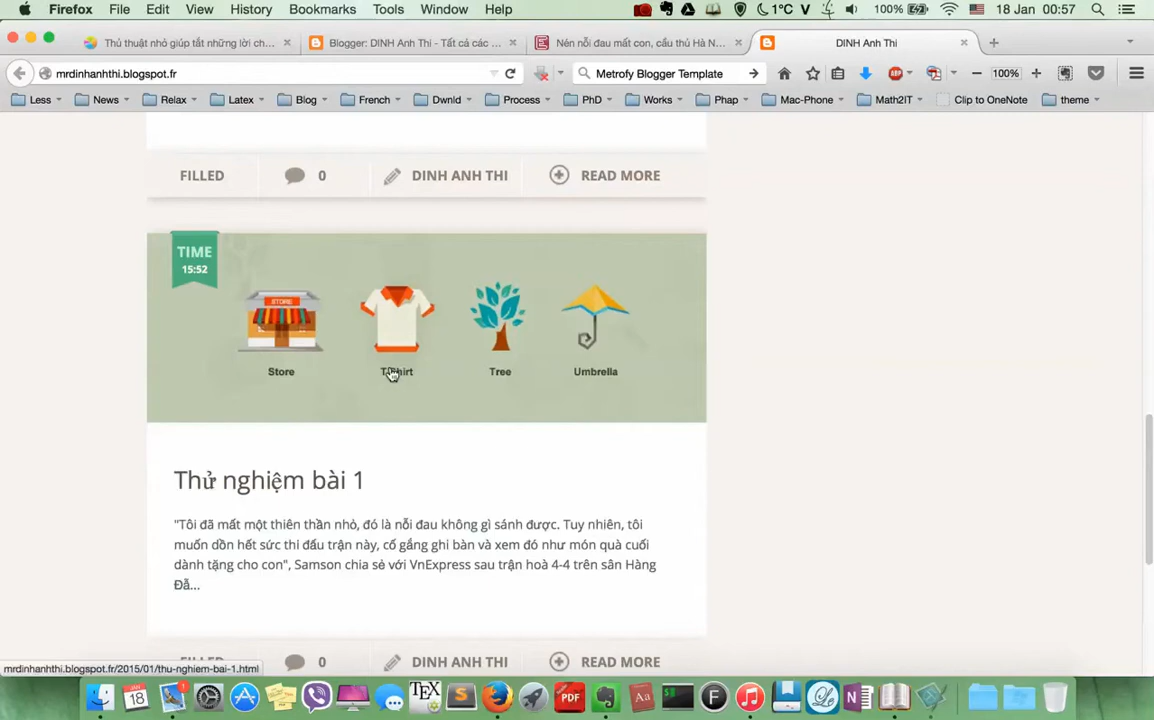 Firefox File Edit View History Bookmarks Tools Window Help 1°C 100% 18 Jan 00:57
Thủ thuật nhỏ giúp tắt những lời ch... Blogger: DINH Anh Thi - Tất cả các ... Nén nỗi đau mất con, cầu thủ Hà N... DINH Anh Thi
mrdinhanhthi.blogspot.fr Metrofy Blogger Template 100%
Less News Relax Latex Blog French Dwnld Process PhD Works Phap Mac-Phone Math2IT Clip to OneNote theme
FILLED 0 DINH ANH THI READ MORE
TIME
15:52
STORE
Store Tree Umbrella
Thử nghiệm bài 1
"Tôi đã mất một thiên thần nhỏ, đó là nỗi đau không gì sánh được. Tuy nhiên, tôi
muốn dồn hết sức thi đấu trận này, cố gắng ghi bàn và xem đó như món quà cuối
dành tặng cho con", Samson chia sẻ với VnExpress sau trận hoà 4-4 trên sân Hàng
Đẫ...
FILLED 0 DINH ANH THI READ MORE
mrdinhanhthi.blogspot.fr/2015/01/thu-nghiem-bai-1.html
JAN
18
1
TEX
S
PDF
Aa
F
N